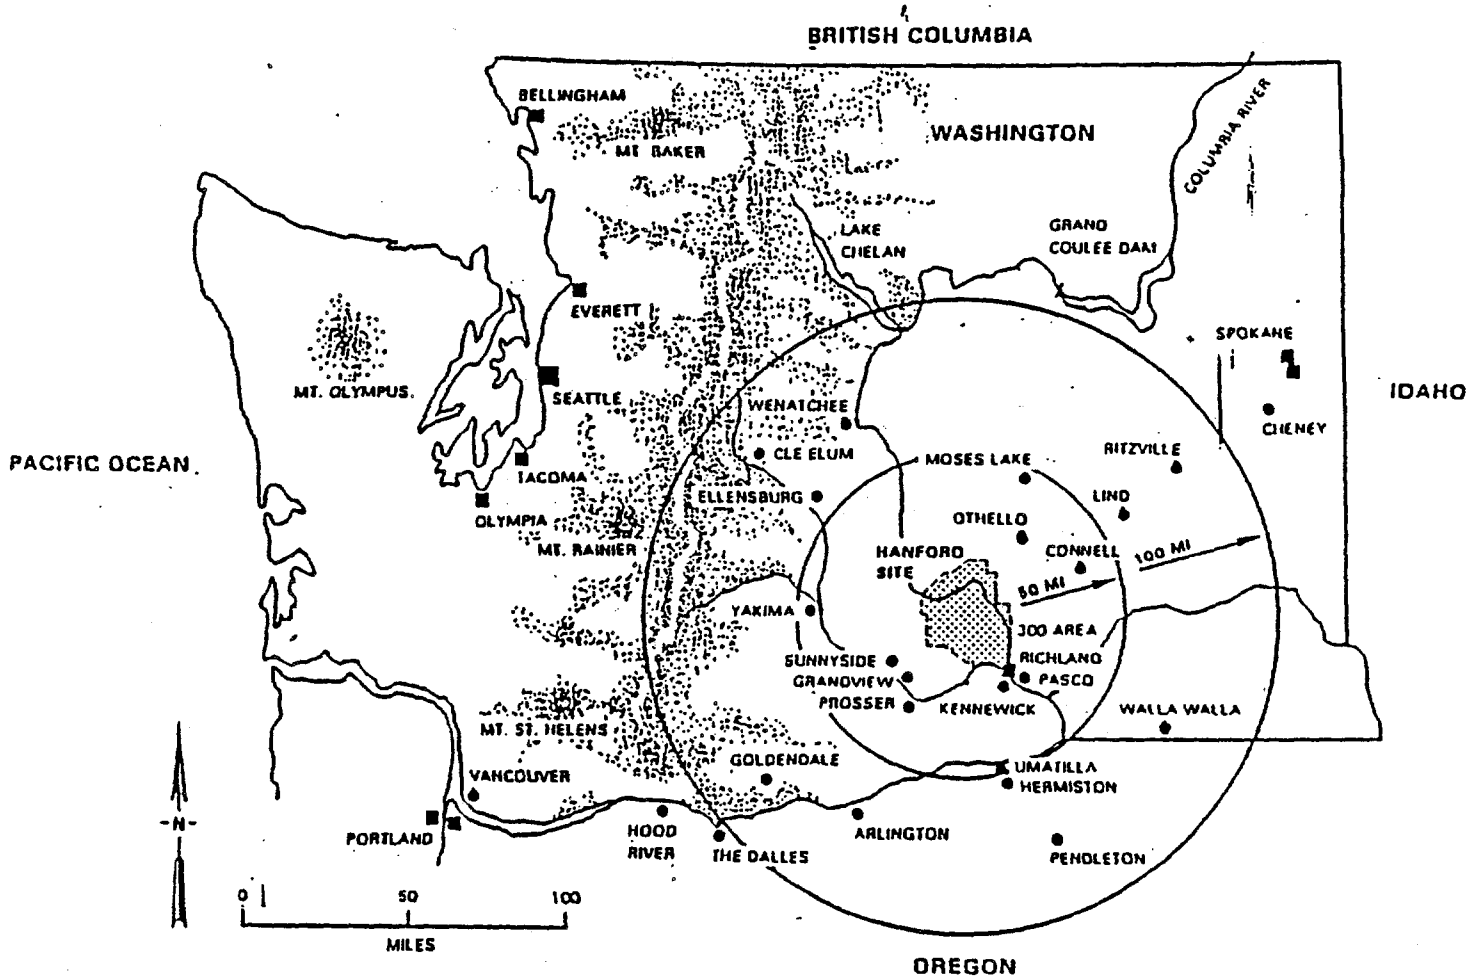 BRITISH COLUMBIA
BELLINGHAM
MT. BAKER
WASHINGTON
COLUMBIA RIVER
LAKE
CHELAN
GRAND
COULEE DAM
EVERETT
MT. OLYMPUS.
SEATTLE
SPOKANE
IDAHO
WENATCHEE
CHENEY
PACIFIC OCEAN
CLE ELUM
MOSES LAKE
RITZVILLE
TACOMA
ELLENSBURG
LIND
OLYMPIA
OTHELLO
MT. RAINIER
HANFORD
SITE
CONNELL
100 MI
50 MI
YAKIMA
300 AREA
SUNNYSIDE
RICHLAND
GRANDVIEW
PASCO
PROSSER
KENNEWICK
WALLA WALLA
MT. ST. HELENS
GOLDENDALE
UMATILLA
VANCOUVER
HERMISTON
-N-
PORTLAND
HOOD
RIVER
THE DALLES
ARLINGTON
PENDLETON
0 50 100
MILES
OREGON